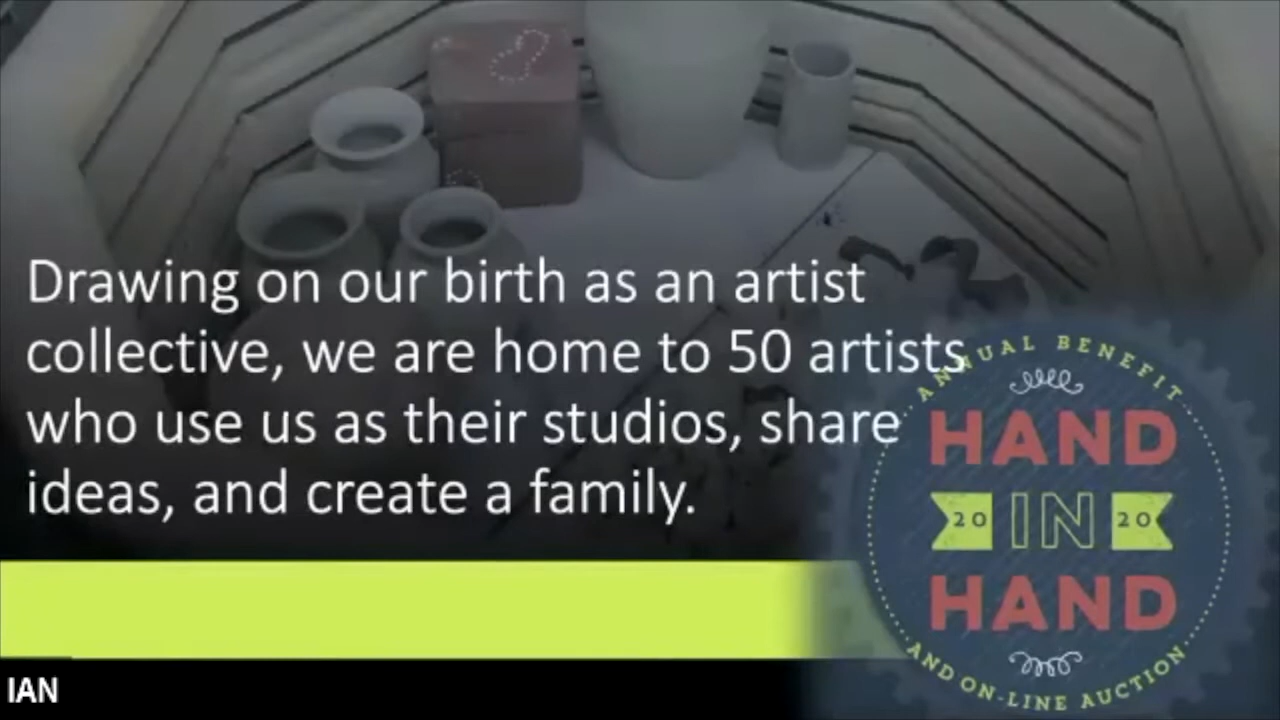 Drawing on our birth as an artist
collective, we are home to 50 artists
who use us as their studios, share
ideas, and create a family.
ANNUAL BENEFIT
HAND
20 IN 20
HAND
AND ON-LINE AUCTION
IAN